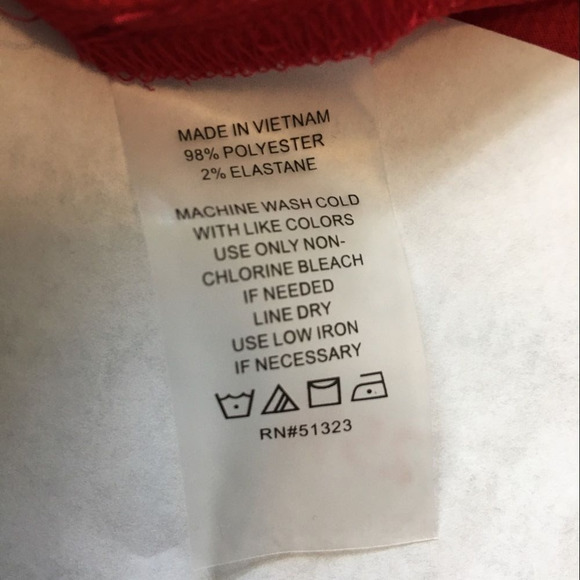 MADE IN VIETNAM
98% POLYESTER
2% ELASTANE
MACHINE WASH COLD
WITH LIKE COLORS
USE ONLY NON-
CHLORINE BLEACH
IF NEEDED
LINE DRY
USE LOW IRON
IF NECESSARY
RN#51323